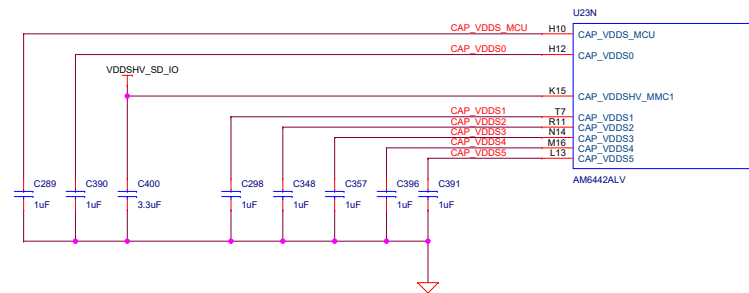 U23N
CAP_VDDS_MCU H10 CAP_VDDS_MCU
CAP_VDDS0 H12 CAP_VDDS0
VDDSHV_SD_IO
K15 CAP_VDDSHV_MMC1
CAP_VDDS1 T7 CAP_VDDS1
CAP_VDDS2 R11 CAP_VDDS2
CAP_VDDS3 N14 CAP_VDDS3
CAP_VDDS4 M16 CAP_VDDS4
CAP_VDDS5 L13 CAP_VDDS5
AM6442ALV
C289 C390 C400 C298 C348 C357 C396 C391
1uF 1uF 3.3uF 1uF 1uF 1uF 1uF 1uF